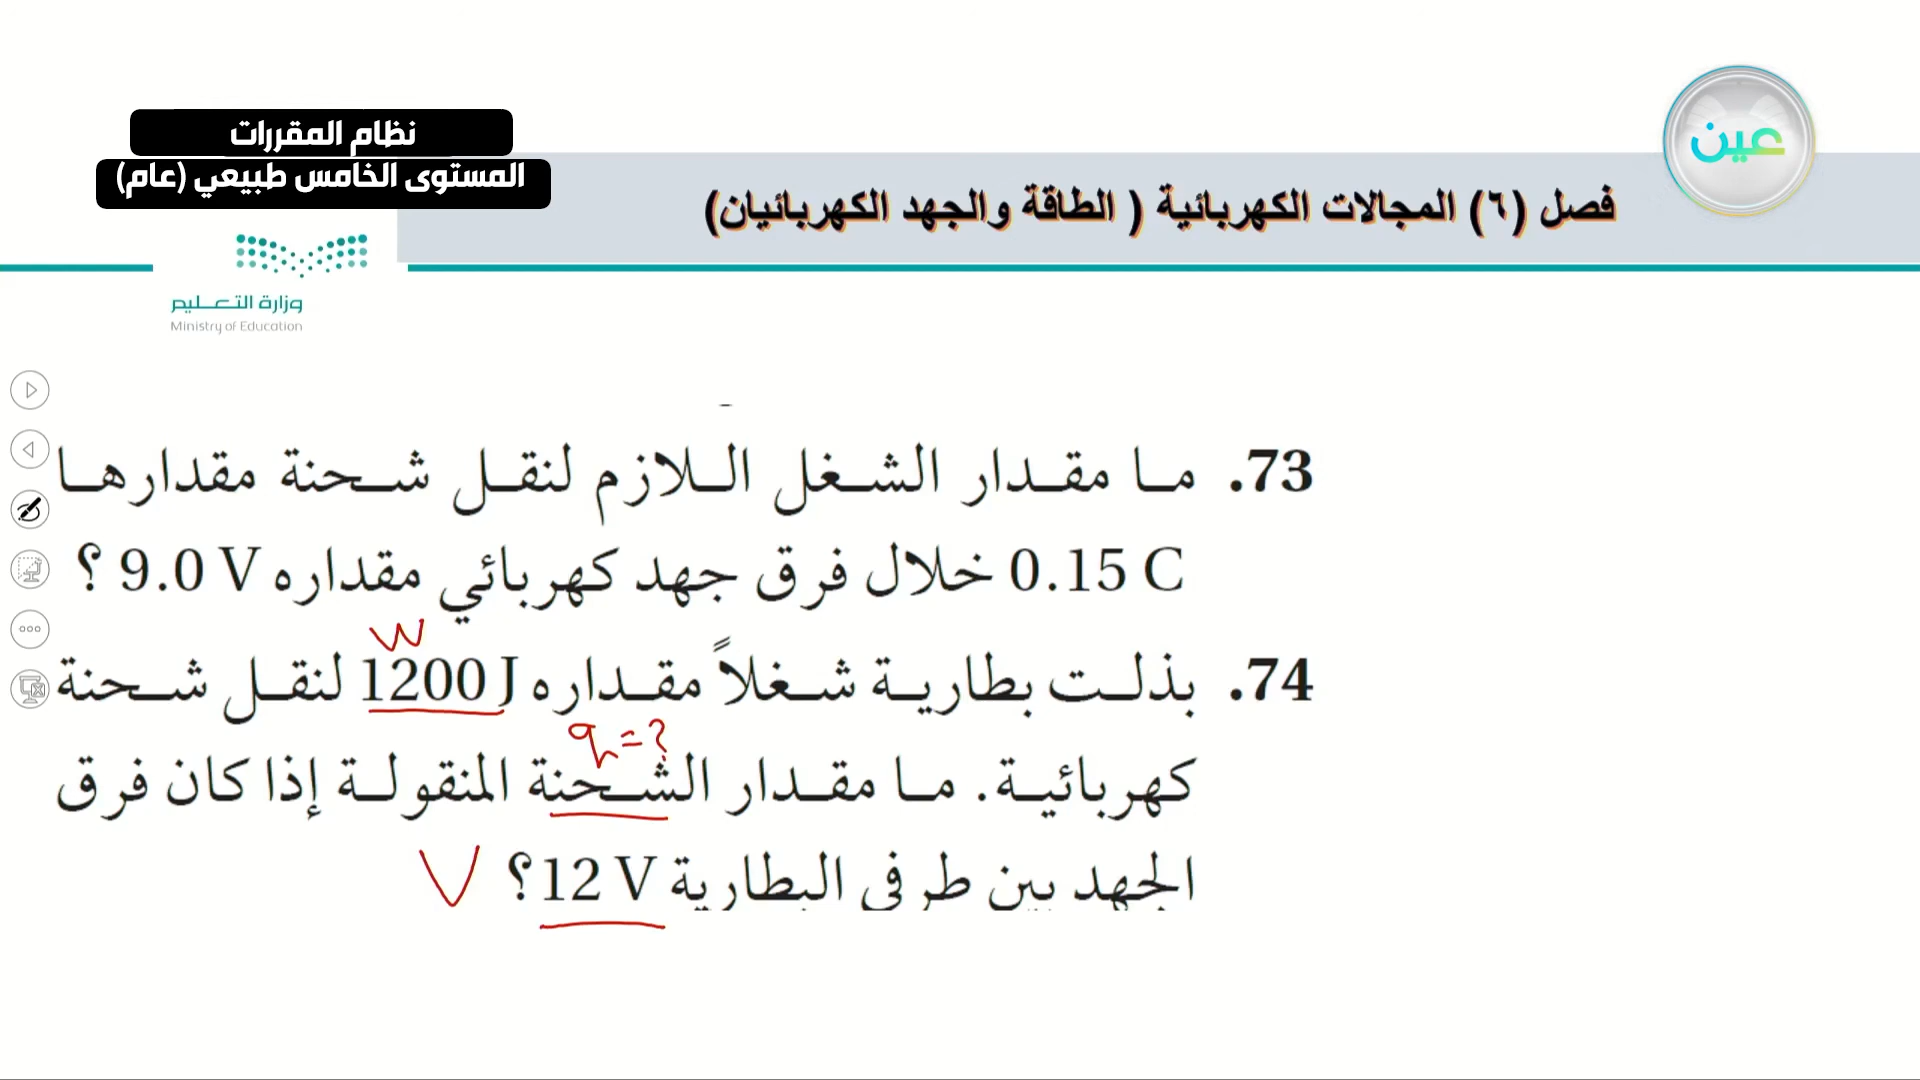 نظام المقررات
المستوى الخامس طبيعي (عام)
عين
فصل (٦) المجالات الكهربائية ( الطاقة والجهد الكهربائيان)
وزارة التعليم
Ministry of Education
73. ما مقدار الشغل اللازم لنقل شحنة مقدارها
0.15 C خلال فرق جهد كهربائي مقداره 9.0 V ؟
W
74. بذلت بطارية شغلاً مقداره 1200 J لنقل شحنة
q=?
كهربائية. ما مقدار الشحنة المنقولة إذا كان فرق
الجهد بين طرفي البطارية 12 V؟
V